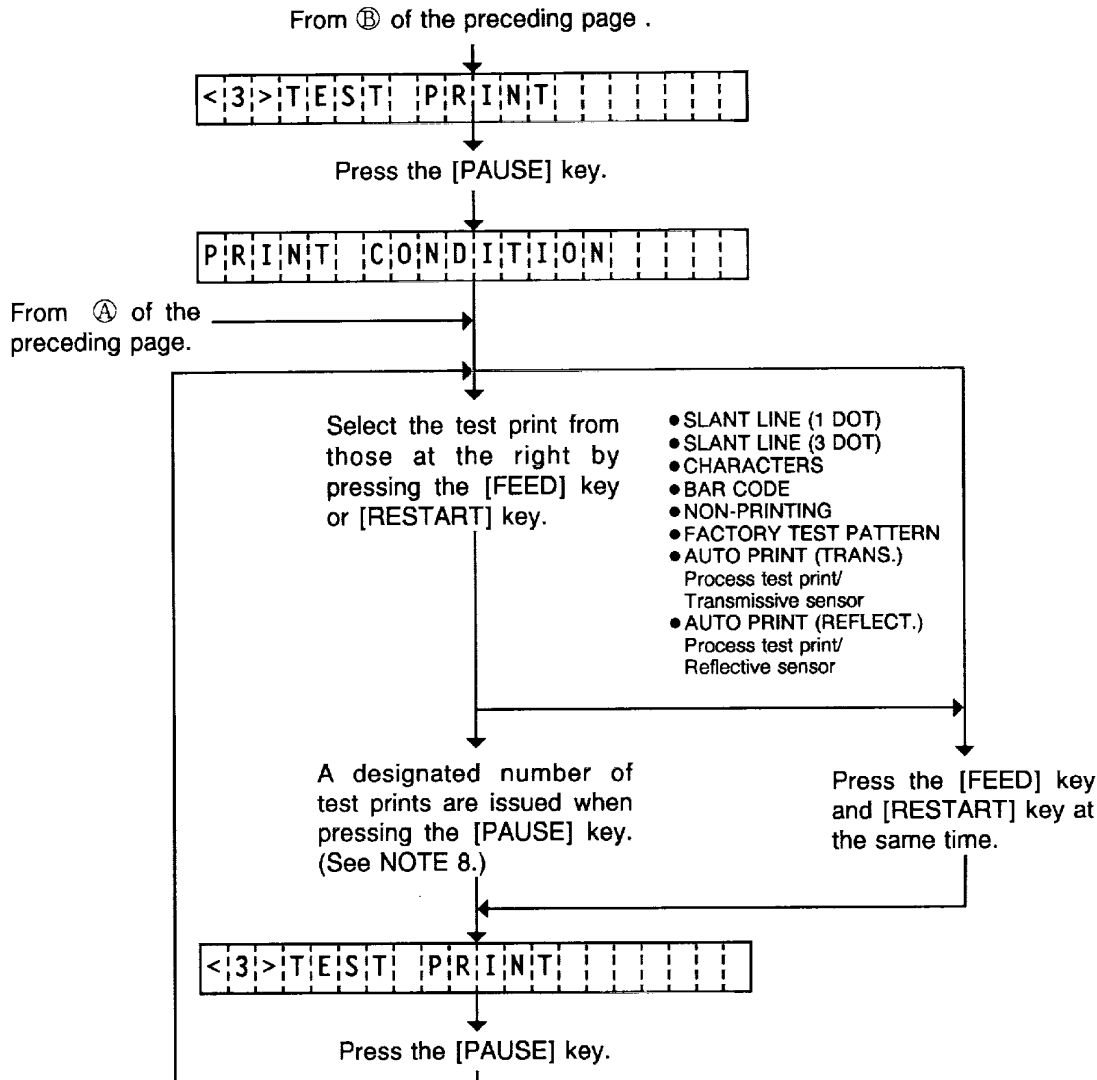 From Ⓑ of the preceding page .
<3>TEST PRINT
Press the [PAUSE] key.
PRINT CONDITION
From Ⓐ of the
preceding page.
Select the test print from
those at the right by
pressing the [FEED] key
or [RESTART] key.
●SLANT LINE (1 DOT)
●SLANT LINE (3 DOT)
●CHARACTERS
●BAR CODE
●NON-PRINTING
●FACTORY TEST PATTERN
●AUTO PRINT (TRANS.)
Process test print/
Transmissive sensor
●AUTO PRINT (REFLECT.)
Process test print/
Reflective sensor
A designated number of
test prints are issued when
pressing the [PAUSE] key.
(See NOTE 8.)
Press the [FEED] key
and [RESTART] key at
the same time.
<3>TEST PRINT
Press the [PAUSE] key.